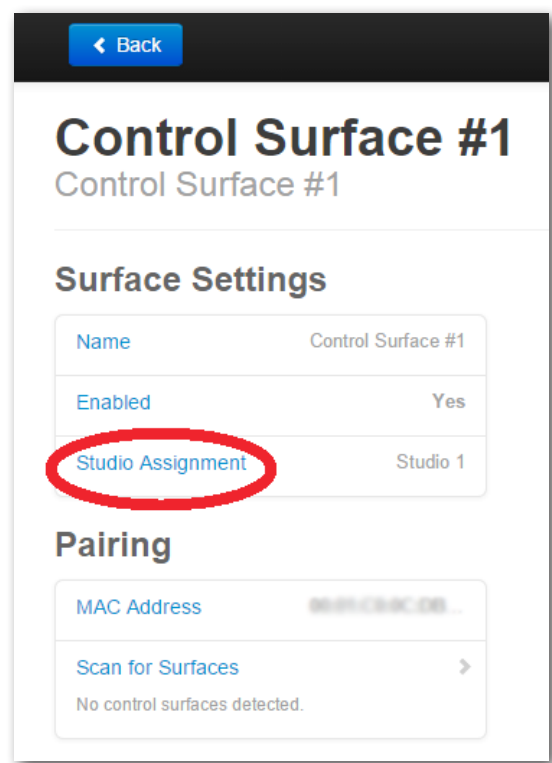 Back
Control Surface #1
Control Surface #1
Surface Settings
Name Control Surface #1
Enabled Yes
Studio Assignment Studio 1
Pairing
MAC Address
Scan for Surfaces
No control surfaces detected.